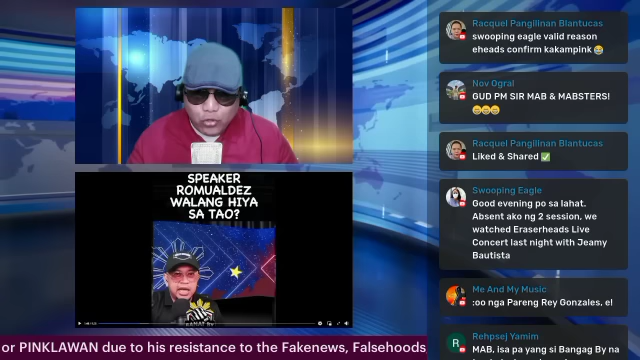 SPEAKER
ROMUALDEZ
WALANG HIYA
SA TAO?
or PINKLAWAN due to his resistance to the Fakenews, Falsehoods
Racquel Pangilinan Blantucas
swooping eagle valid reason
eheads confirm kakampink 😂
Nov Ogral
GUD PM SIR MAB & MABSTERS!
😄😄😄
Racquel Pangilinan Blantucas
Liked & Shared ✅
Swooping Eagle
Good evening po sa lahat.
Absent ako ng 2 session, we
watched Eraserheads Live
Concert last night with Jeamy
Bautista
Me And My Music
:oo nga Pareng Rey Gonzales, e!
R
Rehpsej Yamim
MAB, isa pa yang si Bangag By na